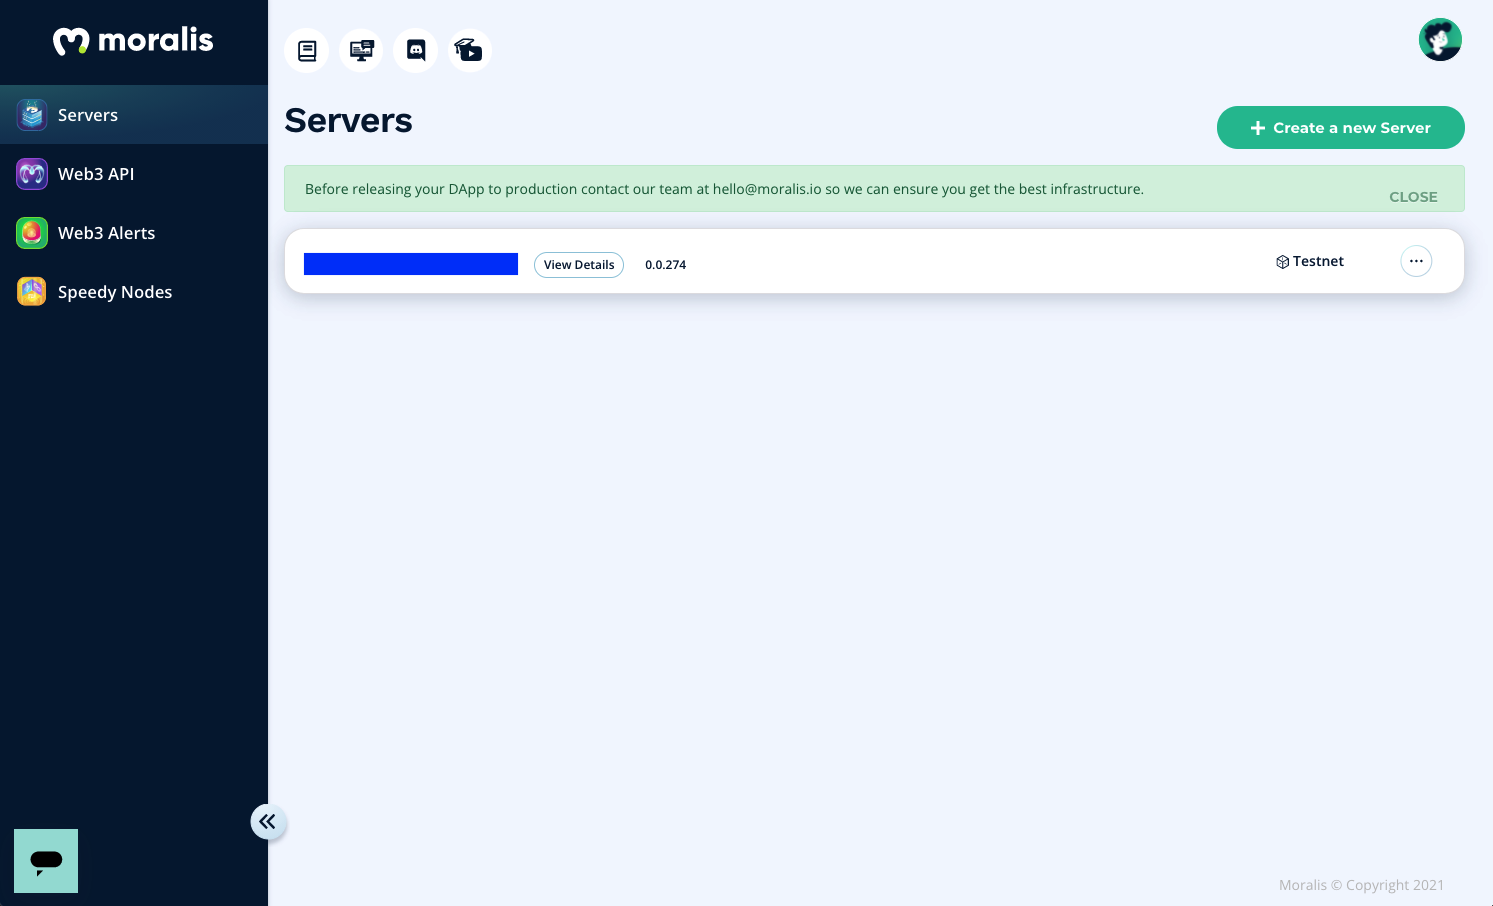 moralis
Servers
Web3 API
Web3 Alerts
Speedy Nodes
Servers
Create a new Server
Before releasing your DApp to production contact our team at hello@moralis.io so we can ensure you get the best infrastructure.
CLOSE
View Details 0.0.274 Testnet
Moralis © Copyright 2021